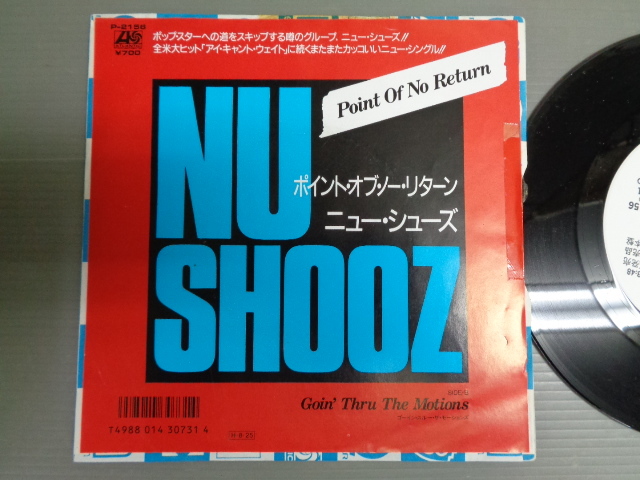 P-2156
¥700
ポップスターへの道をスキップする噂のグループ、ニュー・シューズ!!
全米大ヒット「アイ・キャント・ウェイト」に続くまたまたカッコいいニュー・シングル!!
Point Of No Return
NU
ポイント・オブ・ノー・リターン
ニュー・シューズ
SHOOZ
Goin' Thru The Motions
T4988 014 30731 4